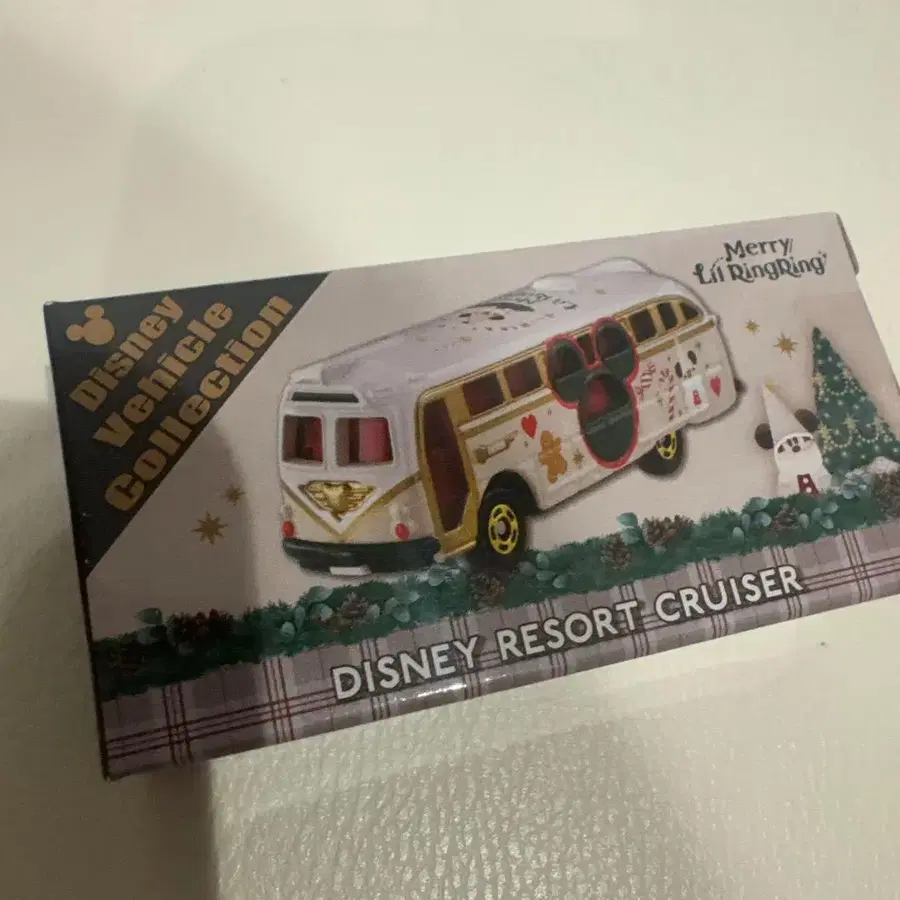 Disney
Vehicle
Collection
Merry
Lil RingRing
DISNEY RESORT CRUISER